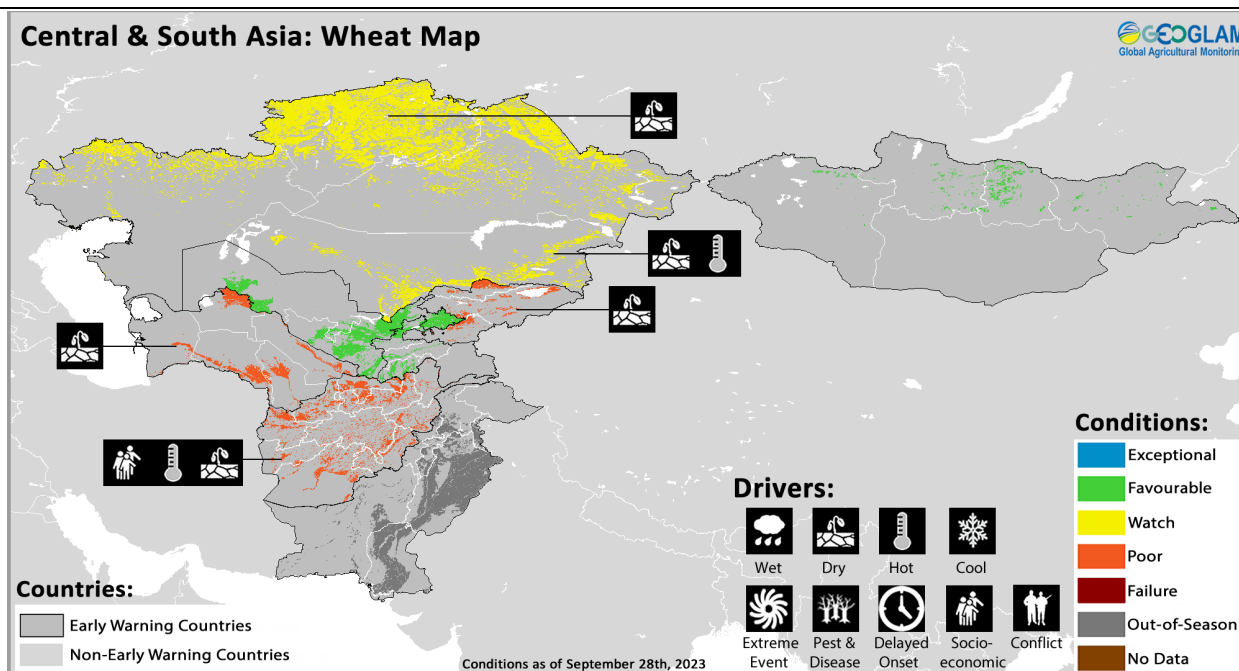 Central & South Asia: Wheat Map
GEOGLAM
Global Agricultural Monitoring
Conditions:
Exceptional
Favourable
Watch
Poor
Failure
Out-of-Season
No Data
Drivers:
Wet
Dry
Hot
Cool
Extreme
Event
Pest &
Disease
Delayed
Onset
Socio-
economic
Conflict
Countries:
Early Warning Countries
Non-Early Warning Countries
Conditions as of September 28th, 2023